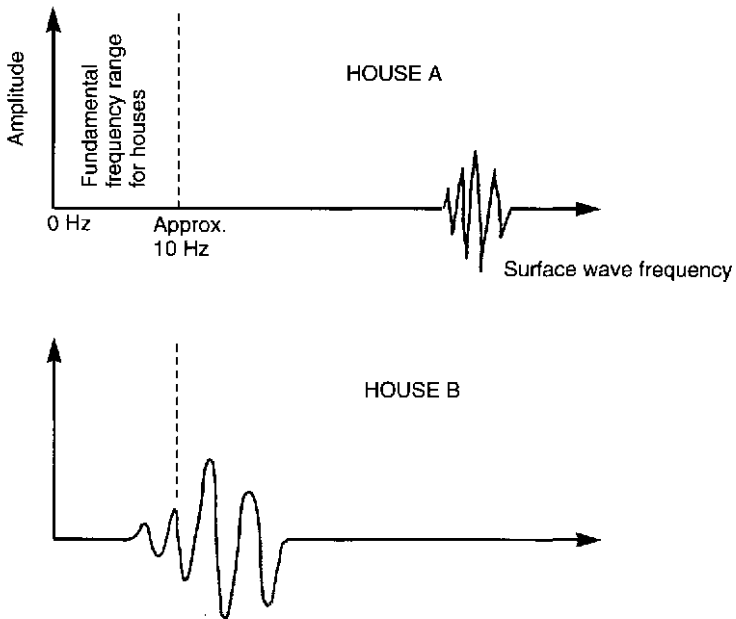 Amplitude
Fundamental
frequency range
for houses
HOUSE A
0 Hz
Approx.
10 Hz
Surface wave frequency
HOUSE B